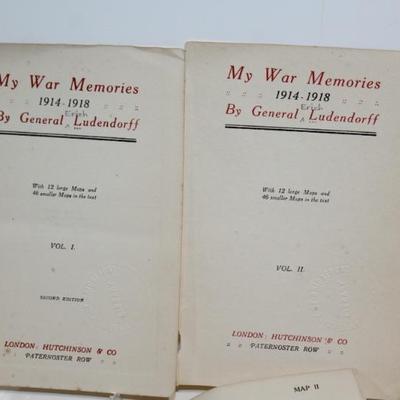 My War Memories
1914-1918
Erich
By General Ludendorff
With 12 large Maps and
46 smaller Maps in the text
VOL. I.
SECOND EDITION
LONDON: HUTCHINSON & CO
PATERNOSTER ROW
My War Memories
1914-1918
Erich
By General Ludendorff
With 12 large Maps and
46 smaller Maps in the text
VOL. II.
LONDON: HUTCHINSON & CO
PATERNOSTER ROW
MAP II